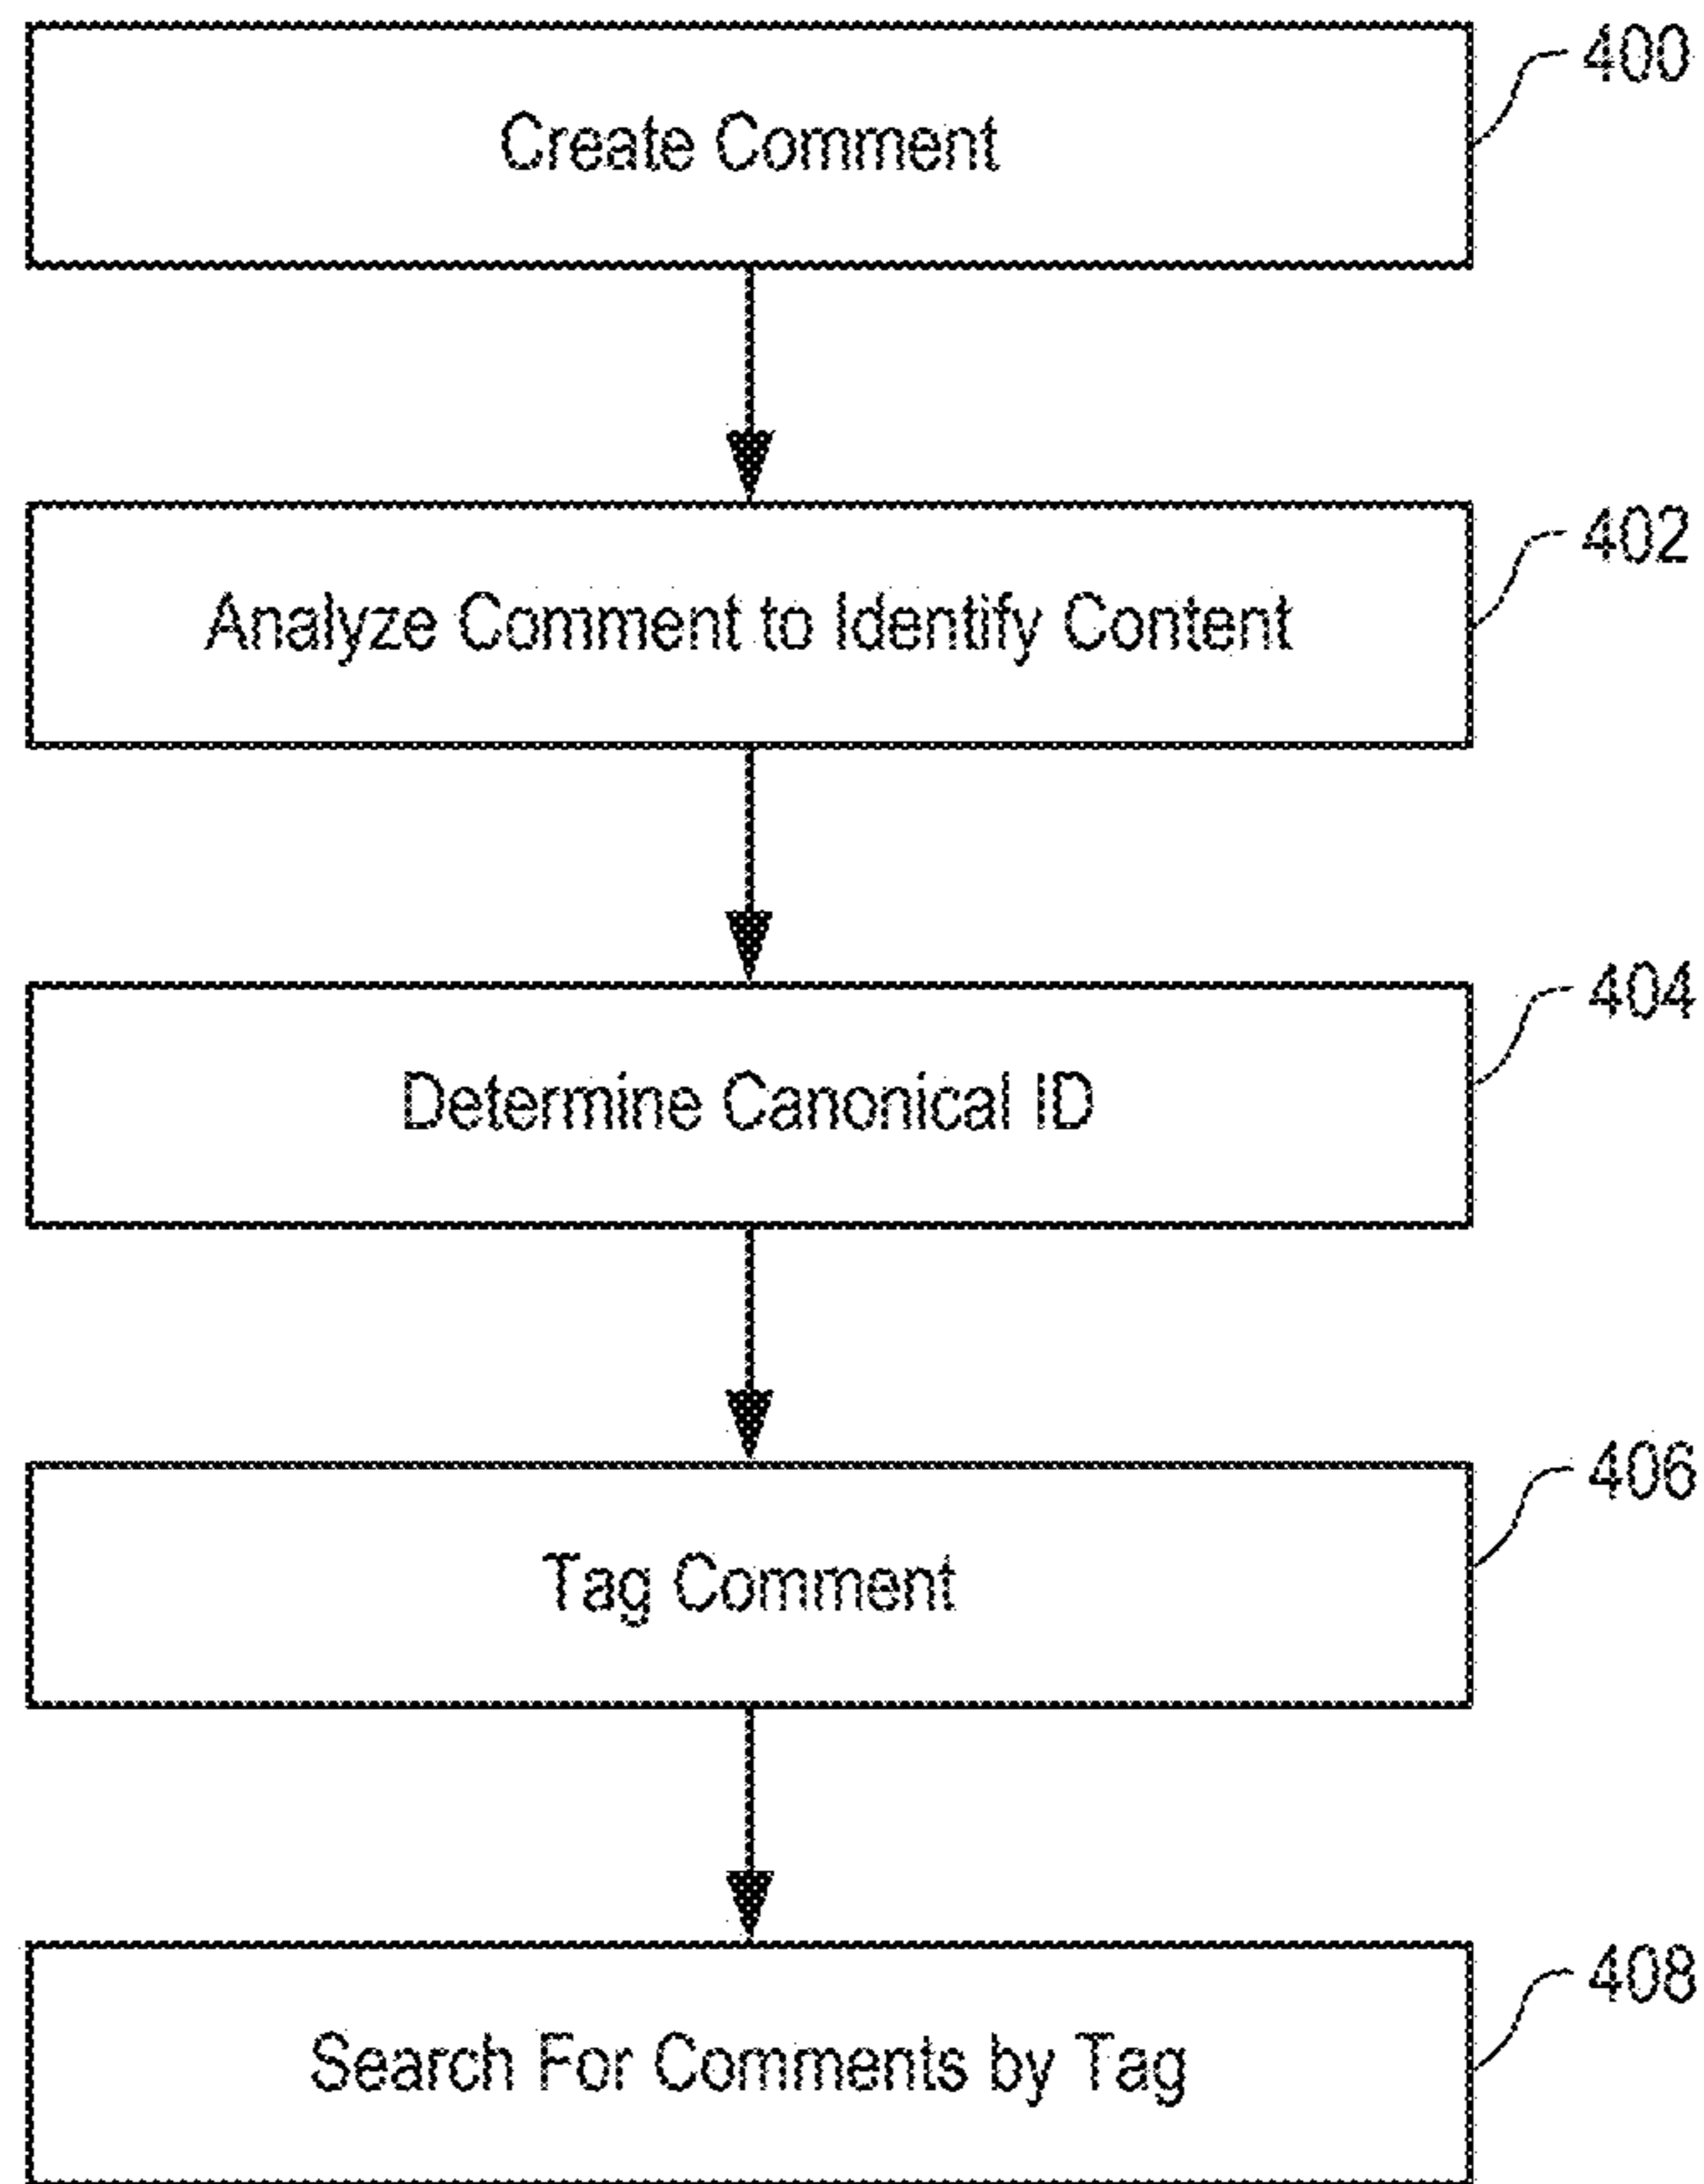 400
Create Comment
402
Analyze Comment to Identify Content
404
Determine Canonical ID
406
Tag Comment
408
Search For Comments by Tag